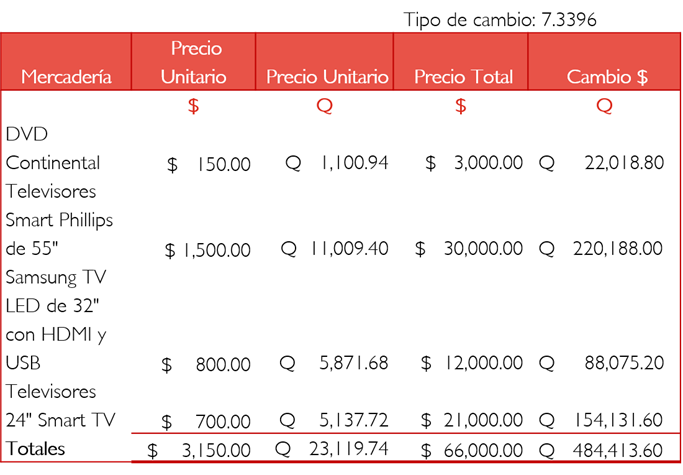 Tipo de cambio: 7.3396
Precio
Mercadería Unitario Precio Unitario Precio Total Cambio $
$ Q $ Q
DVD
Continental $ 150.00 Q 1,100.94 $ 3,000.00 Q 22,018.80
Televisores
Smart Phillips
de 55" $ 1,500.00 Q 11,009.40 $ 30,000.00 Q 220,188.00
Samsung TV
LED de 32"
con HDMI y
USB $ 800.00 Q 5,871.68 $ 12,000.00 Q 88,075.20
Televisores
24" Smart TV $ 700.00 Q 5,137.72 $ 21,000.00 Q 154,131.60
Totales $ 3,150.00 Q 23,119.74 $ 66,000.00 Q 484,413.60